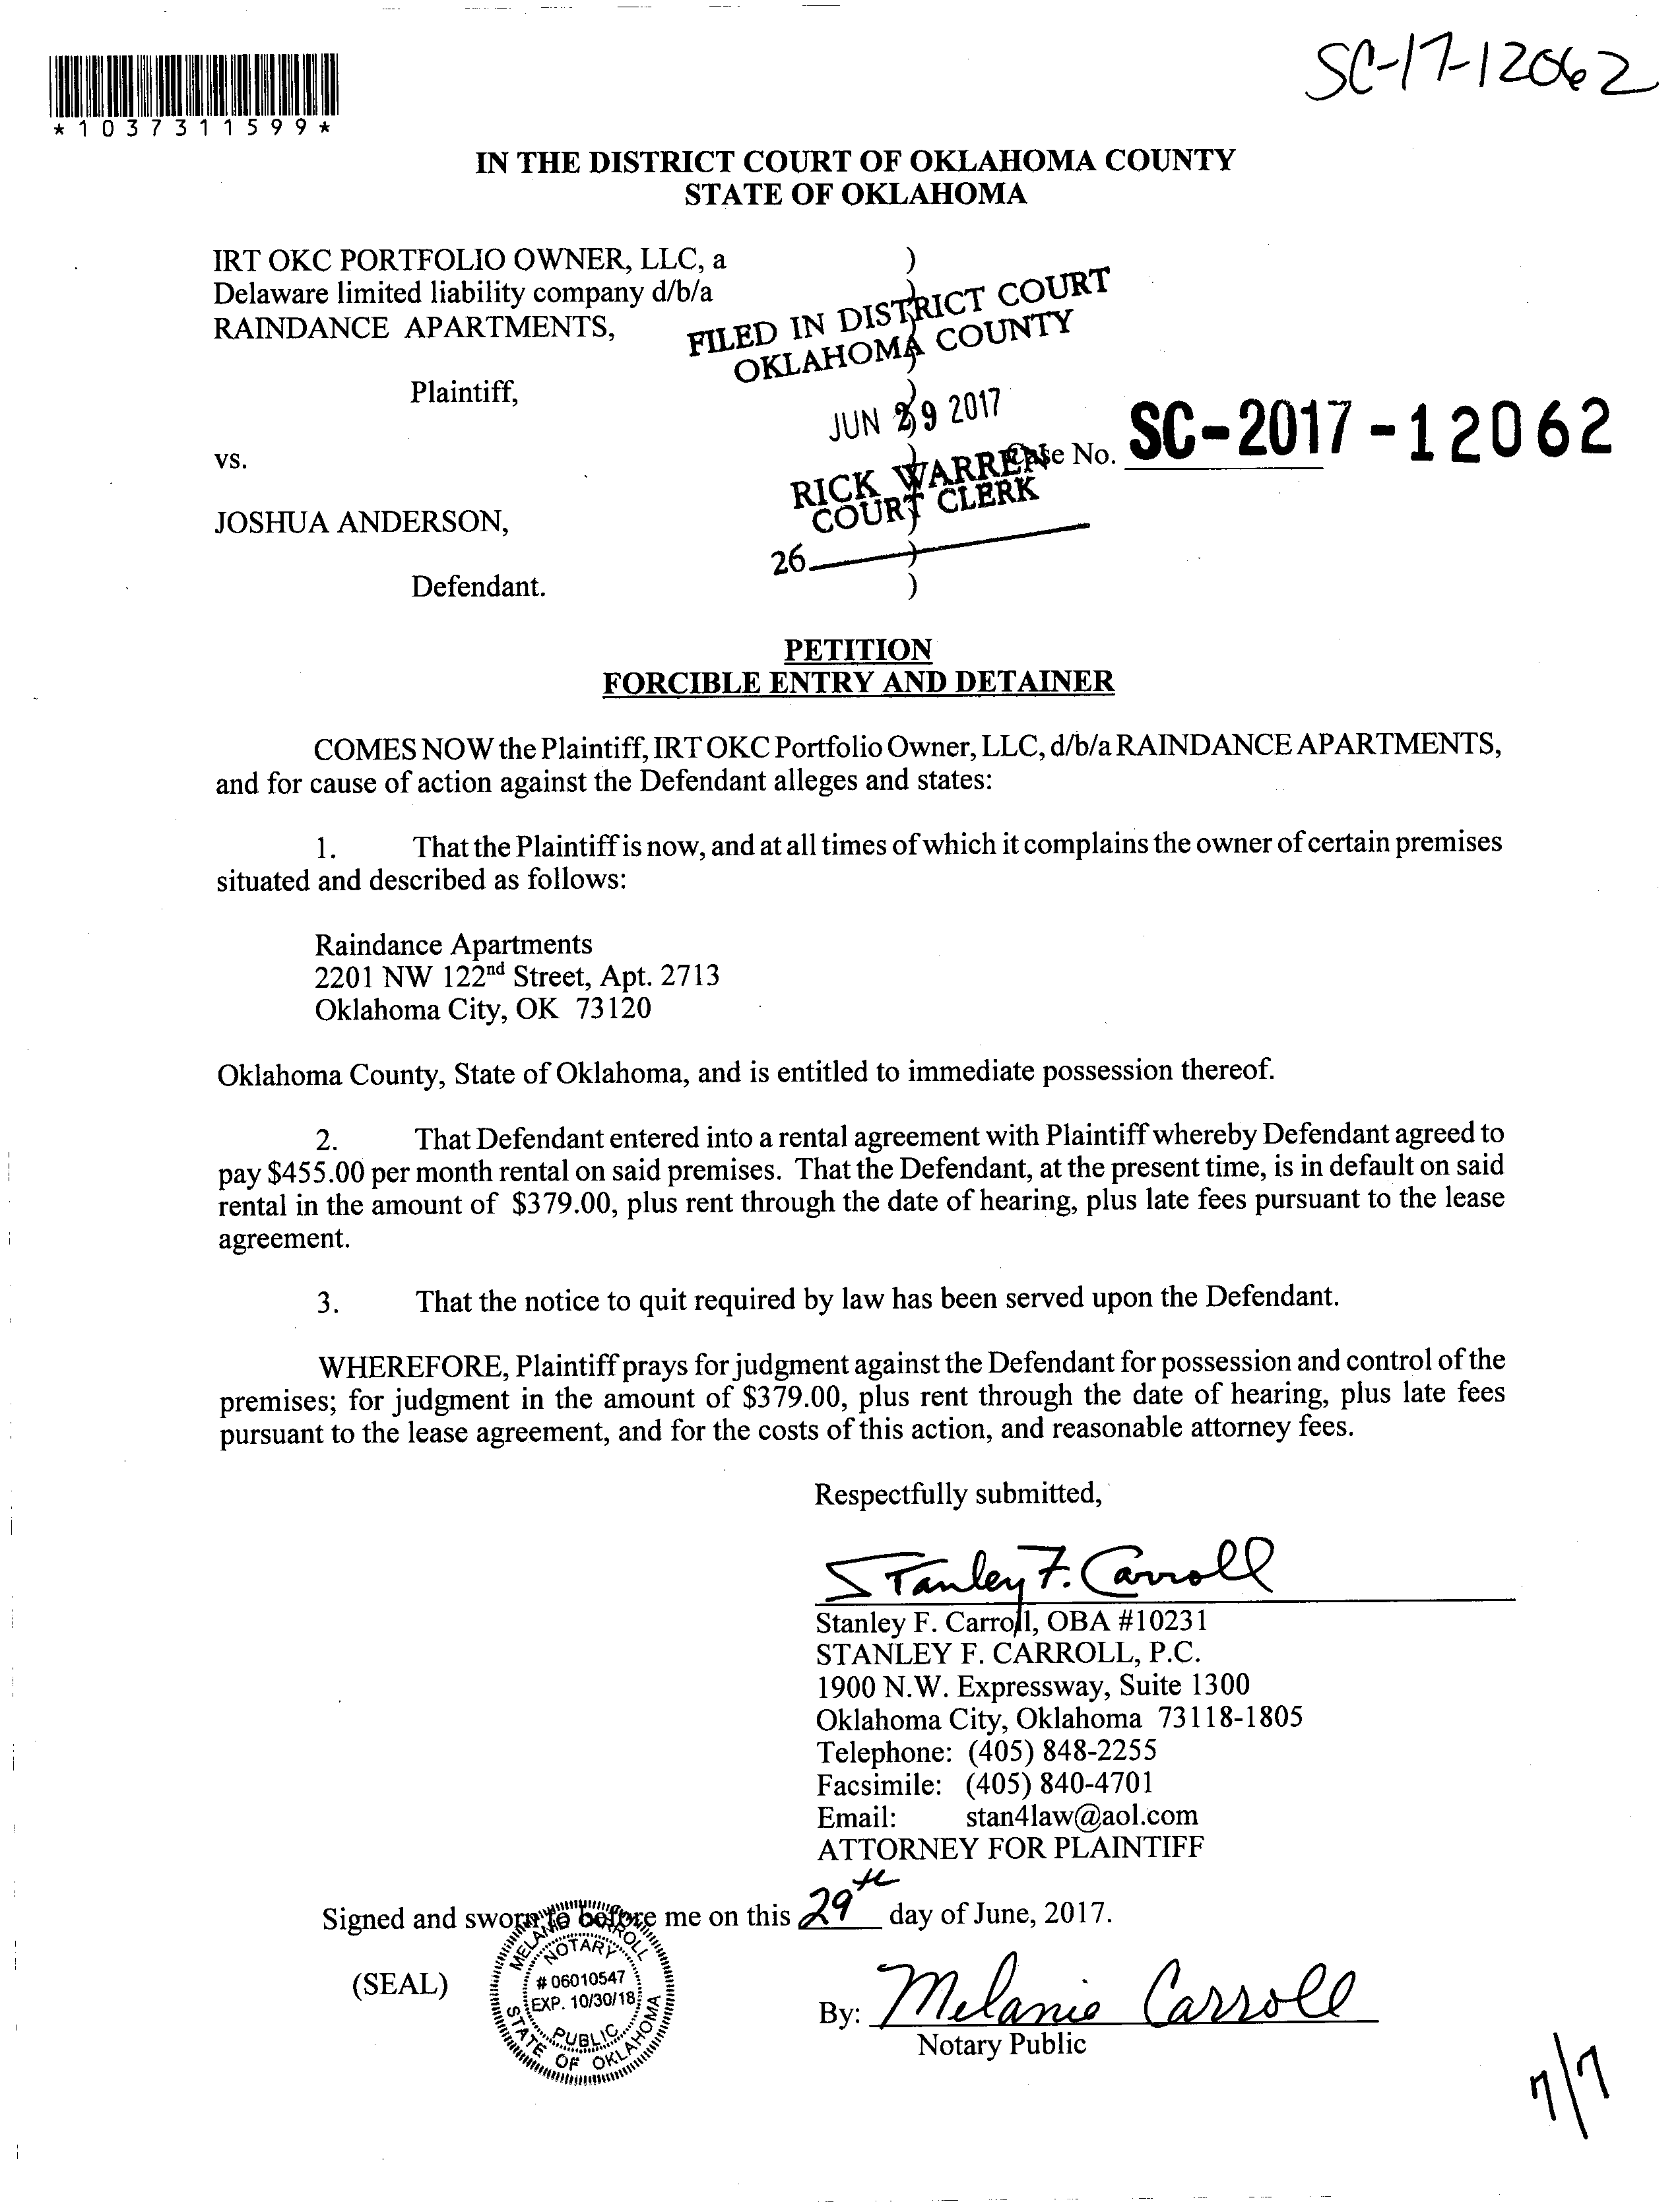 SC-17-12062
*1037311599*
IN THE DISTRICT COURT OF OKLAHOMA COUNTY
STATE OF OKLAHOMA
IRT OKC PORTFOLIO OWNER, LLC, a )
Delaware limited liability company d/b/a )
RAINDANCE APARTMENTS, )
FILED IN DISTRICT COURT
OKLAHOMA COUNTY
Plaintiff, )
JUN 29 2017
vs. ) Case No. SC-2017-12062
RICK WARREN
COURT CLERK
JOSHUA ANDERSON, )
26 )
Defendant. )
PETITION
FORCIBLE ENTRY AND DETAINER
COMES NOW the Plaintiff, IRT OKC Portfolio Owner, LLC, d/b/a RAINDANCE APARTMENTS,
and for cause of action against the Defendant alleges and states:
1. That the Plaintiff is now, and at all times of which it complains the owner of certain premises
situated and described as follows:
Raindance Apartments
2201 NW 122nd Street, Apt. 2713
Oklahoma City, OK 73120
Oklahoma County, State of Oklahoma, and is entitled to immediate possession thereof.
2. That Defendant entered into a rental agreement with Plaintiff whereby Defendant agreed to
pay $455.00 per month rental on said premises. That the Defendant, at the present time, is in default on said
rental in the amount of $379.00, plus rent through the date of hearing, plus late fees pursuant to the lease
agreement.
3. That the notice to quit required by law has been served upon the Defendant.
WHEREFORE, Plaintiff prays for judgment against the Defendant for possession and control of the
premises; for judgment in the amount of $379.00, plus rent through the date of hearing, plus late fees
pursuant to the lease agreement, and for the costs of this action, and reasonable attorney fees.
Respectfully submitted,
Stanley F. Carroll
Stanley F. Carroll, OBA #10231
STANLEY F. CARROLL, P.C.
1900 N.W. Expressway, Suite 1300
Oklahoma City, Oklahoma 73118-1805
Telephone: (405) 848-2255
Facsimile: (405) 840-4701
Email: stan4law@aol.com
ATTORNEY FOR PLAINTIFF
Signed and sworn to before me on this 29th day of June, 2017.
(SEAL)
MELANIE CARROLL
NOTARY
# 06010547
EXP. 10/30/18
PUBLIC
STATE OF OKLAHOMA
By: Melanie Carroll
Notary Public
7/7